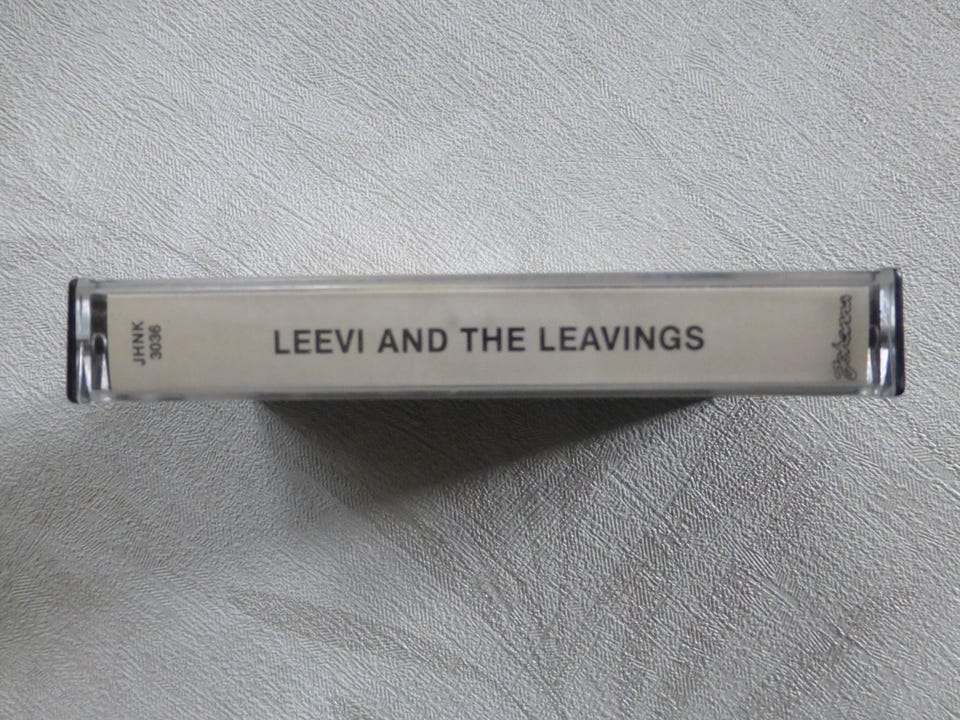 JHNK
3036
LEEVI AND THE LEAVINGS